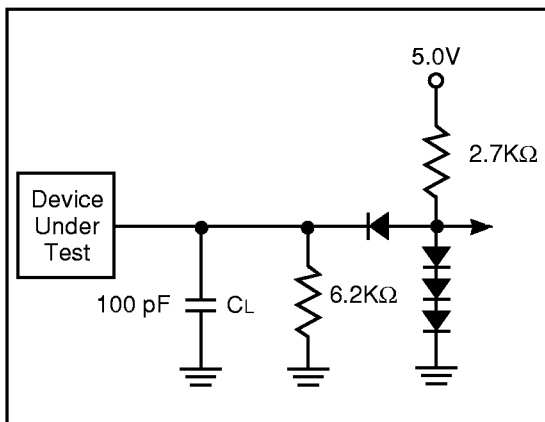 5.0V
2.7KΩ
Device
Under
Test
100 pF CL
6.2KΩ